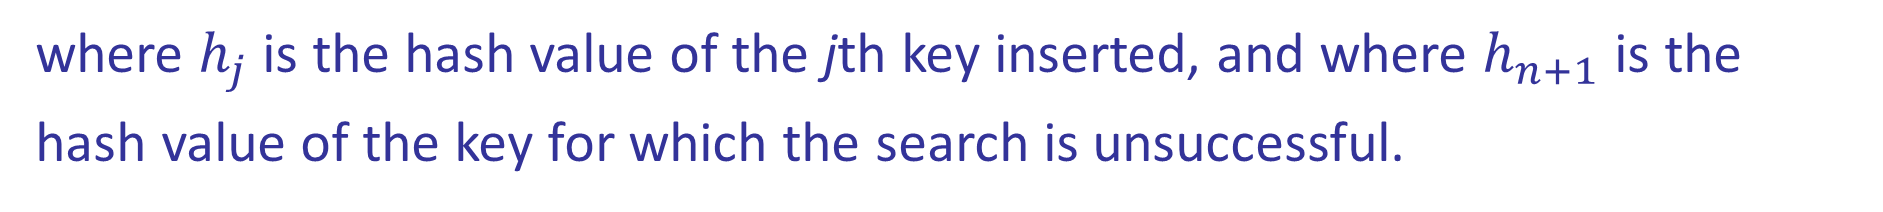 where hⱼ is the hash value of the jth key inserted, and where hₙ₊₁ is the
hash value of the key for which the search is unsuccessful.